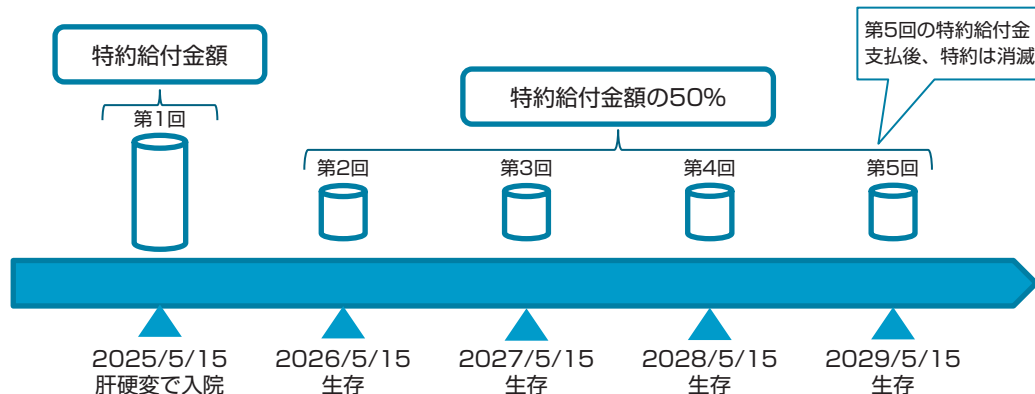 特約給付金額
第5回の特約給付金
支払後、特約は消滅
特約給付金額の50%
第1回
第2回
第3回
第4回
第5回
2025/5/15
肝硬変で入院
2026/5/15
生存
2027/5/15
生存
2028/5/15
生存
2029/5/15
生存